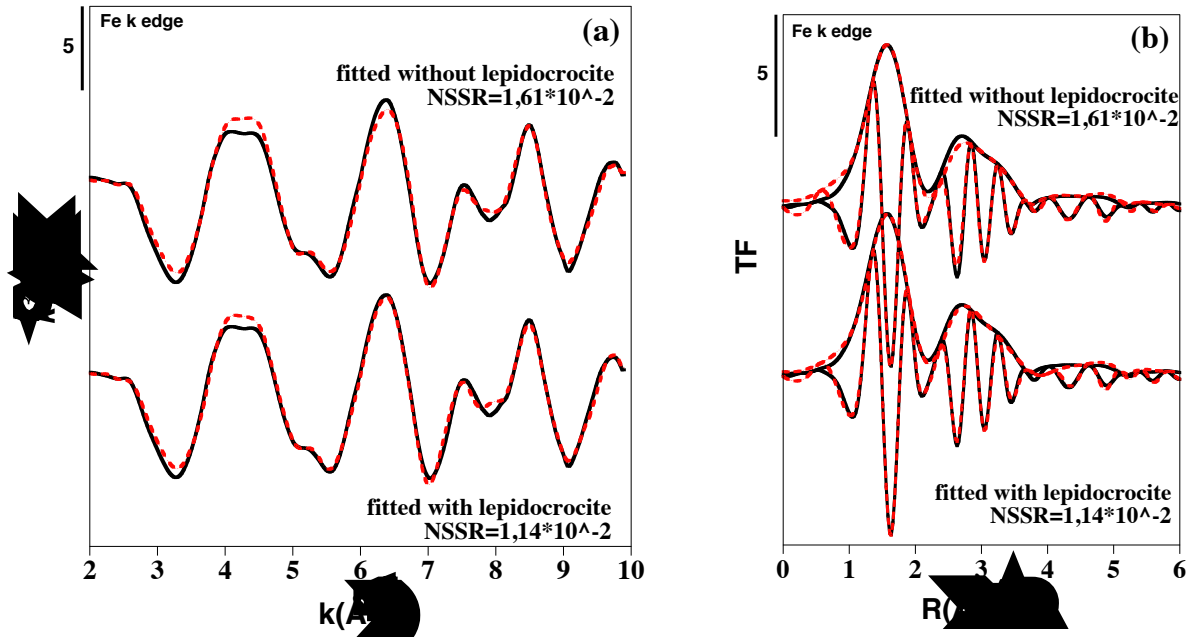 5
Fe k edge
(a)
fitted without lepidocrocite
NSSR=1,61*10^-2
fitted with lepidocrocite
NSSR=1,14*10^-2
2 3 4 5 6 7 8 9 10
5
Fe k edge
(b)
fitted without lepidocrocite
NSSR=1,61*10^-2
TF
fitted with lepidocrocite
NSSR=1,14*10^-2
0 1 2 3 4 5 6